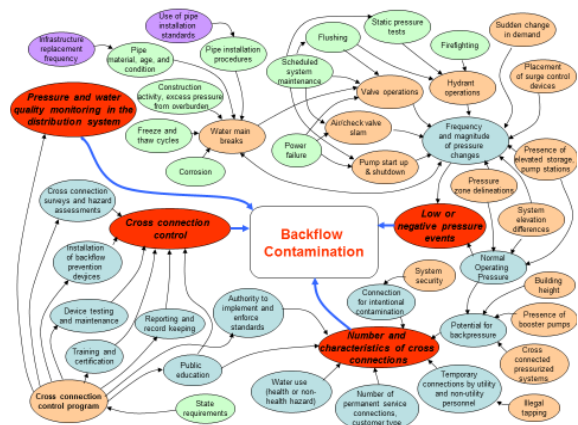 Infrastructure
replacement
frequency
Use of pipe
installation
standards
Pipe
material, age, and
condition
Pipe installation
procedures
Static pressure
tests
Flushing
Firefighting
Sudden change
in demand
Scheduled
system
maintenance
Valve operations
Hydrant
operations
Placement of
surge control
devices
Pressure and water
quality monitoring in the
distribution system
Construction
activity, excess pressure
from overburden
Freeze and
thaw cycles
Water main
breaks
Corrosion
Air/check valve
slam
Power
failure
Pump start up
& shutdown
Frequency
and magnitude
of pressure
changes
Presence of
elevated storage,
pump stations
Pressure
zone delineations
System
elevation
differences
Cross connection
surveys and hazard
assessments
Cross connection
control
Backflow
Contamination
Low or
negative pressure
events
Installation
of backflow
prevention
devjices
Normal
Operating
Pressure
System
security
Building
height
Device testing
and maintenance
Reporting and
record keeping
Authority to
implement and
enforce
standards
Connection
for intentional
contamination
Potential for
backpressure
Presence of
booster pumps
Training and
certification
Public
education
Number and
characteristics of cross
connections
Cross
connected
pressurized
systems
Cross connection
control program
State
requirements
Water use
(health or non-
health hazard)
Number of
permanent service
connections,
customer type
Temporary
connections by utility
and non-utility
personnel
Illegal
tapping